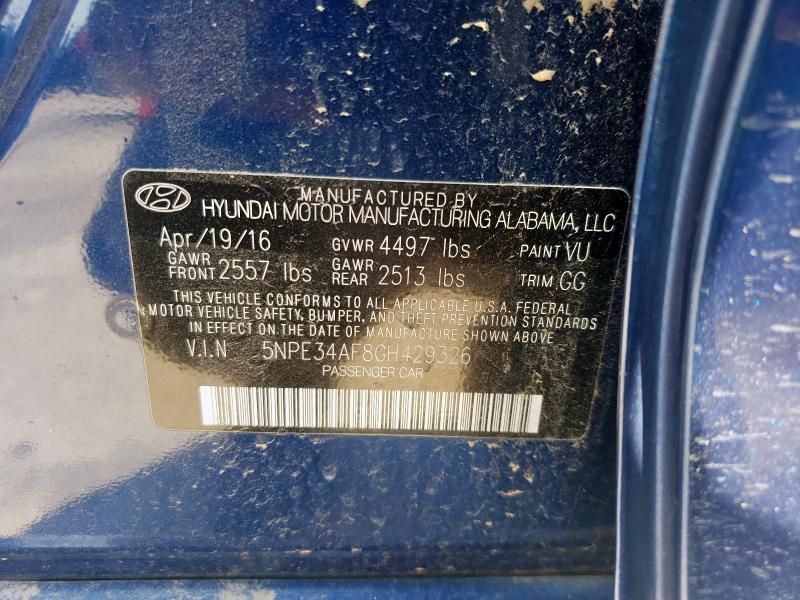 MANUFACTURED BY
HYUNDAI MOTOR MANUFACTURING ALABAMA, LLC
Apr/19/16 GVWR 4497 lbs PAINT VU
GAWR FRONT 2557 lbs GAWR REAR 2513 lbs TRIM GG
THIS VEHICLE CONFORMS TO ALL APPLICABLE U.S.A. FEDERAL
MOTOR VEHICLE SAFETY, BUMPER, AND THEFT PREVENTION STANDARDS
IN EFFECT ON THE DATE OF MANUFACTURE SHOWN ABOVE
V.I.N 5NPE34AF8GH429326
PASSENGER CAR